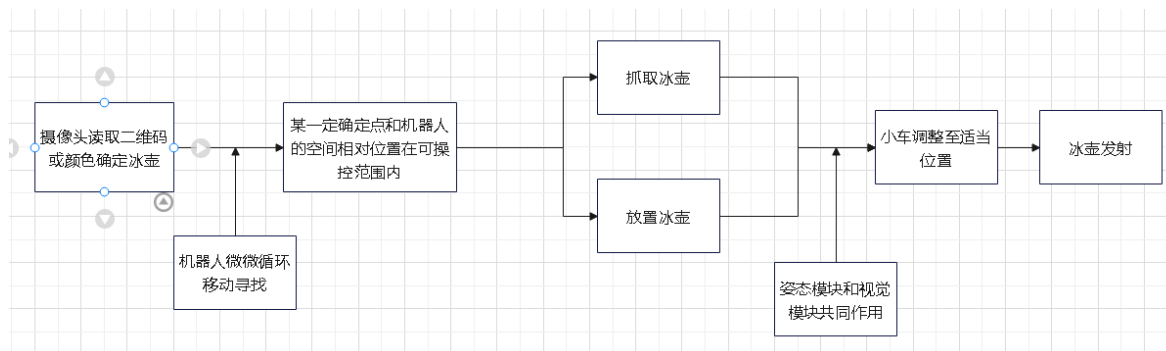 摄像头读取二维码
或颜色确定冰壶
机器人微微循环
移动寻找
某一定确定点和机器人
的空间相对位置在可操
控范围内
抓取冰壶
放置冰壶
姿态模块和视觉
模块共同作用
小车调整至适当
位置
冰壶发射